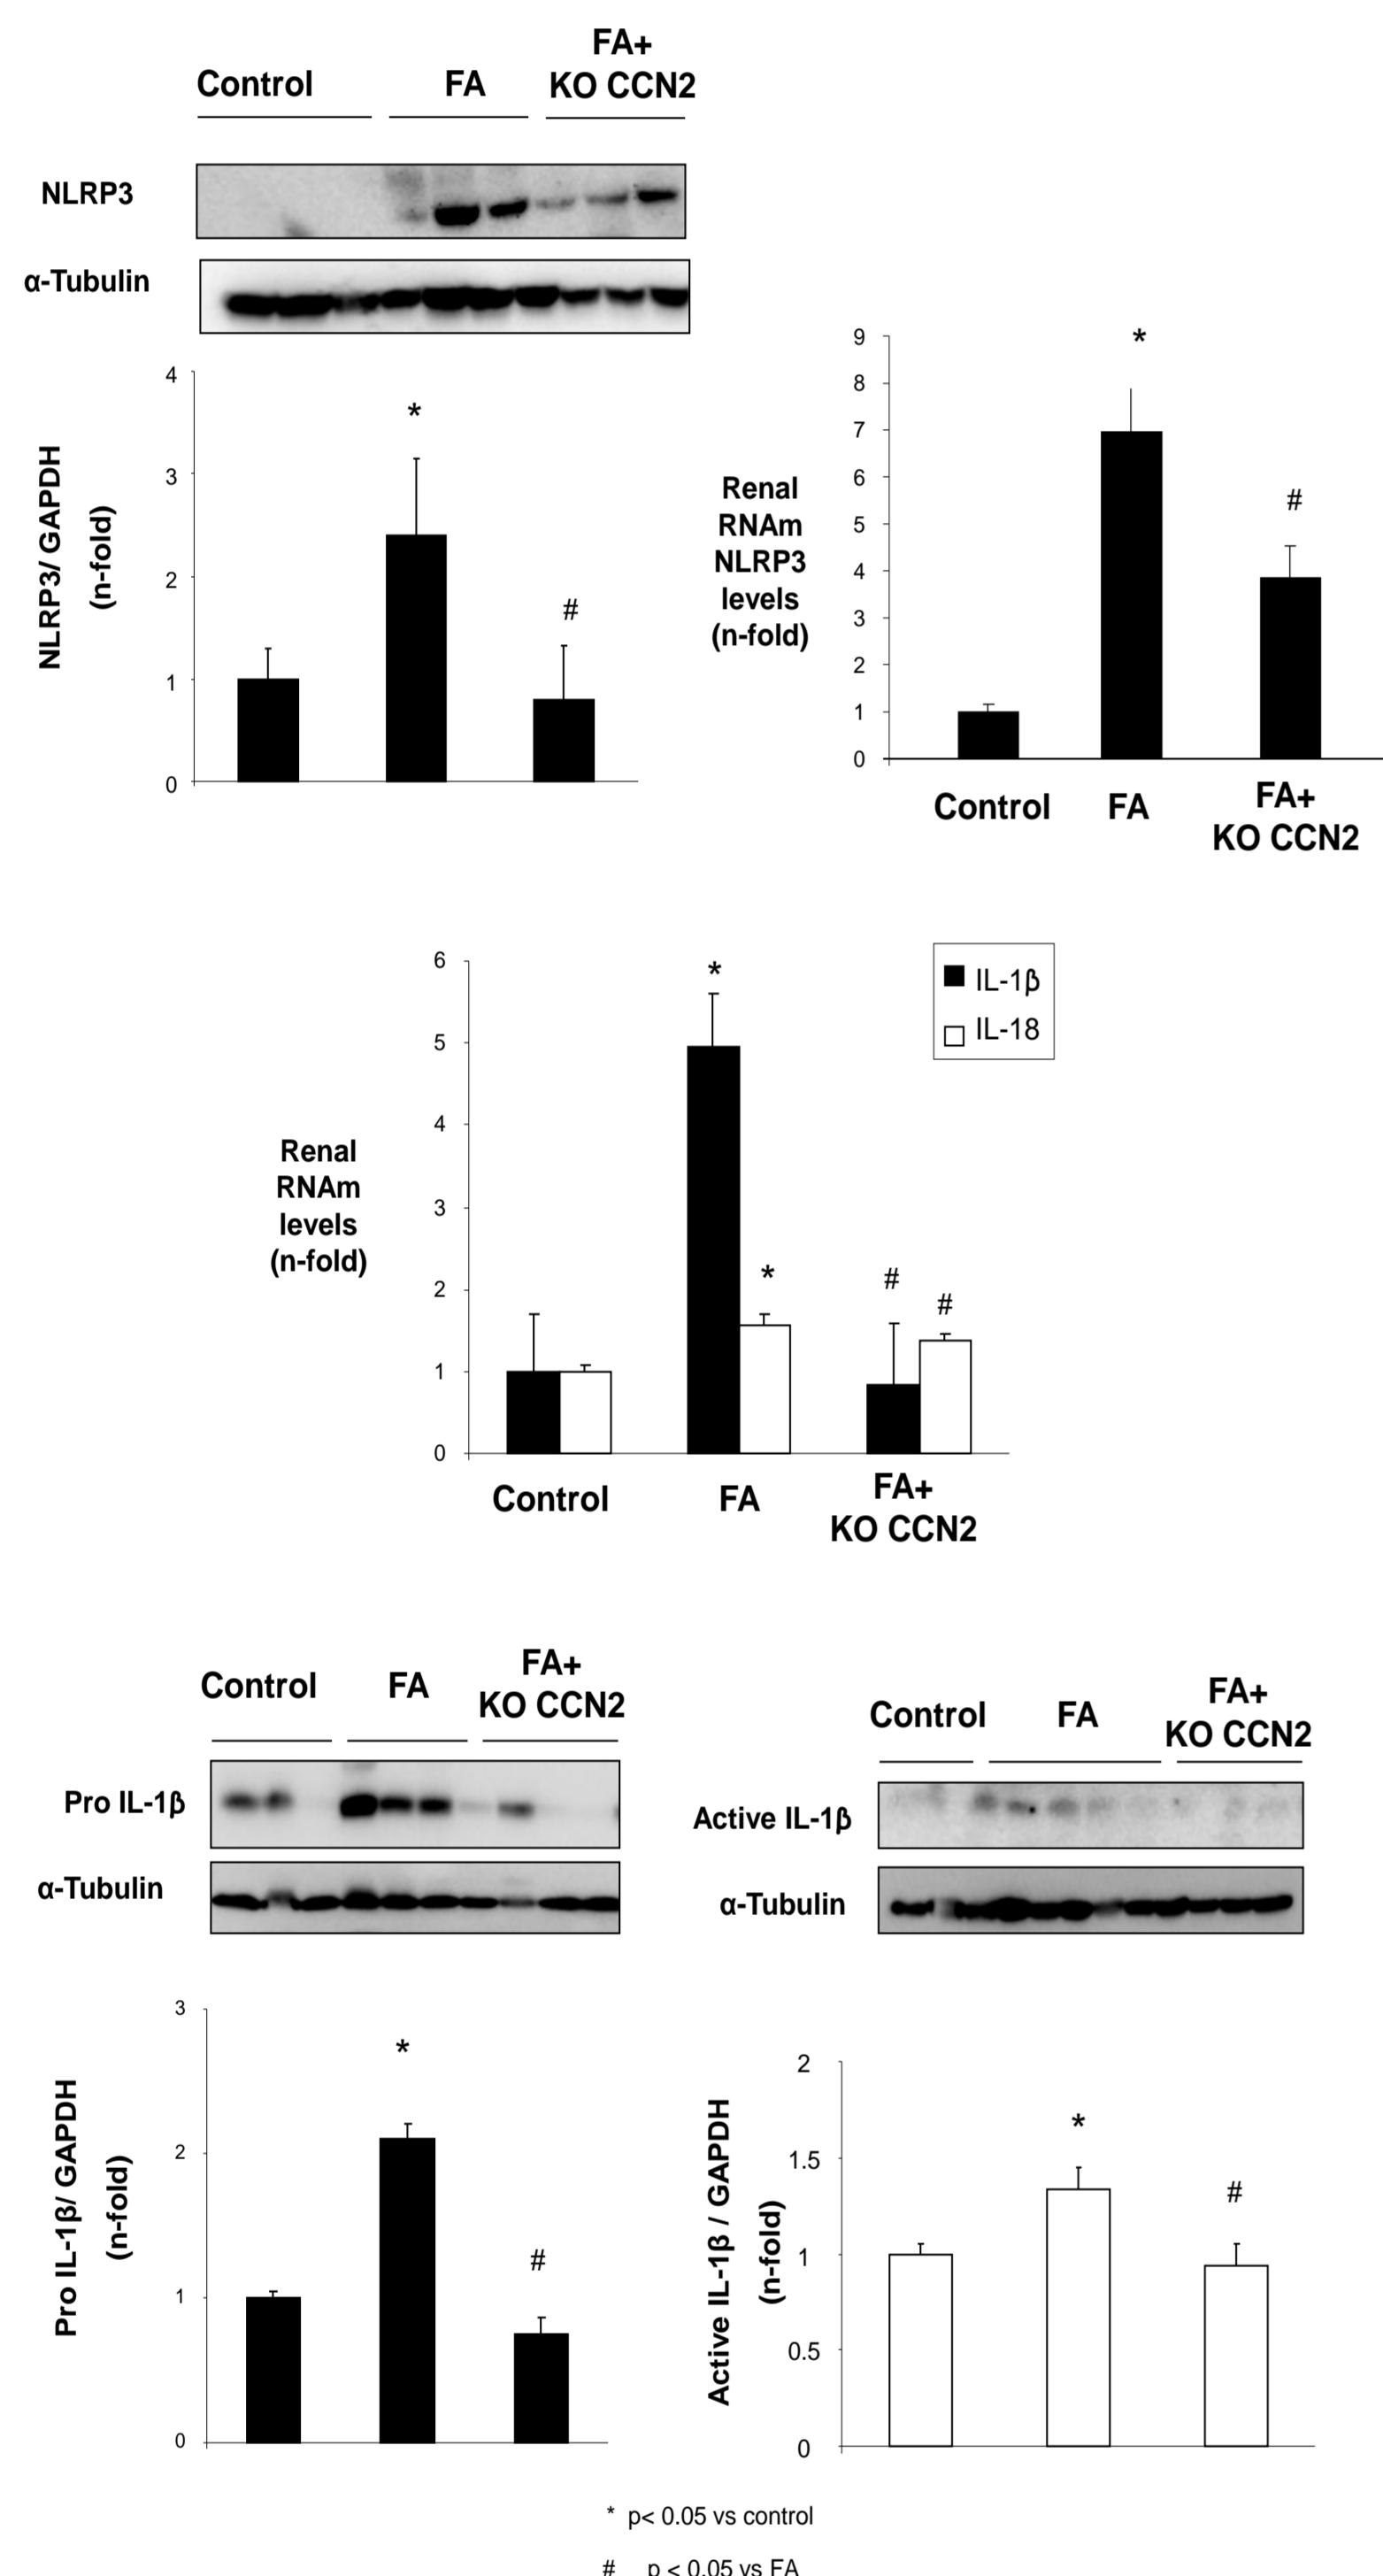 Control
FA
FA+
KO CCN2
NLRP3
α-Tubulin
NLRP3/ GAPDH
(n-fold)
4
3
2
1
0
*
#
Renal
RNAm
NLRP3
levels
(n-fold)
9
8
7
6
5
4
3
2
1
0
*
#
Control
FA
FA+
KO CCN2
Renal
RNAm
levels
(n-fold)
6
5
4
3
2
1
0
*
*
#
#
IL-1β
IL-18
Control
FA
FA+
KO CCN2
Control
FA
FA+
KO CCN2
Pro IL-1β
α-Tubulin
Control
FA
FA+
KO CCN2
Active IL-1β
α-Tubulin
Pro IL-1β/ GAPDH
(n-fold)
3
2
1
0
*
#
Active IL-1β / GAPDH
(n-fold)
2
1.5
1
0.5
0
*
#
* p< 0.05 vs control
# p < 0.05 vs FA